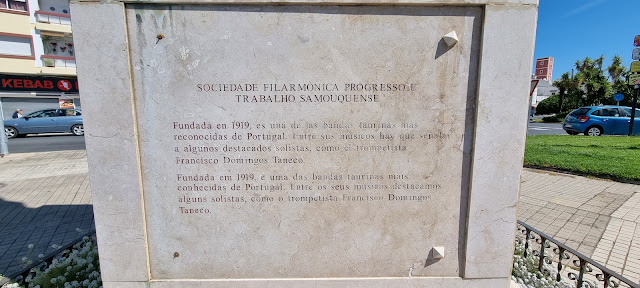 KEBAB
SOCIEDADE FILARMÓNICA PROGRESSO E
TRABALHO SAMOUQUENSE
Fundada en 1919, es una de las bandas taurinas más
reconocidas de Portugal. Entre sus músicos hay que señalar
a algunos destacados solistas, como el trompetista
Francisco Domingos Taneco.
Fundada em 1919, é uma das bandas taurinas mais
conhecidas de Portugal. Entre os seus músicos destacamos
alguns solistas, como o trompetista Francisco Domingos
Taneco.